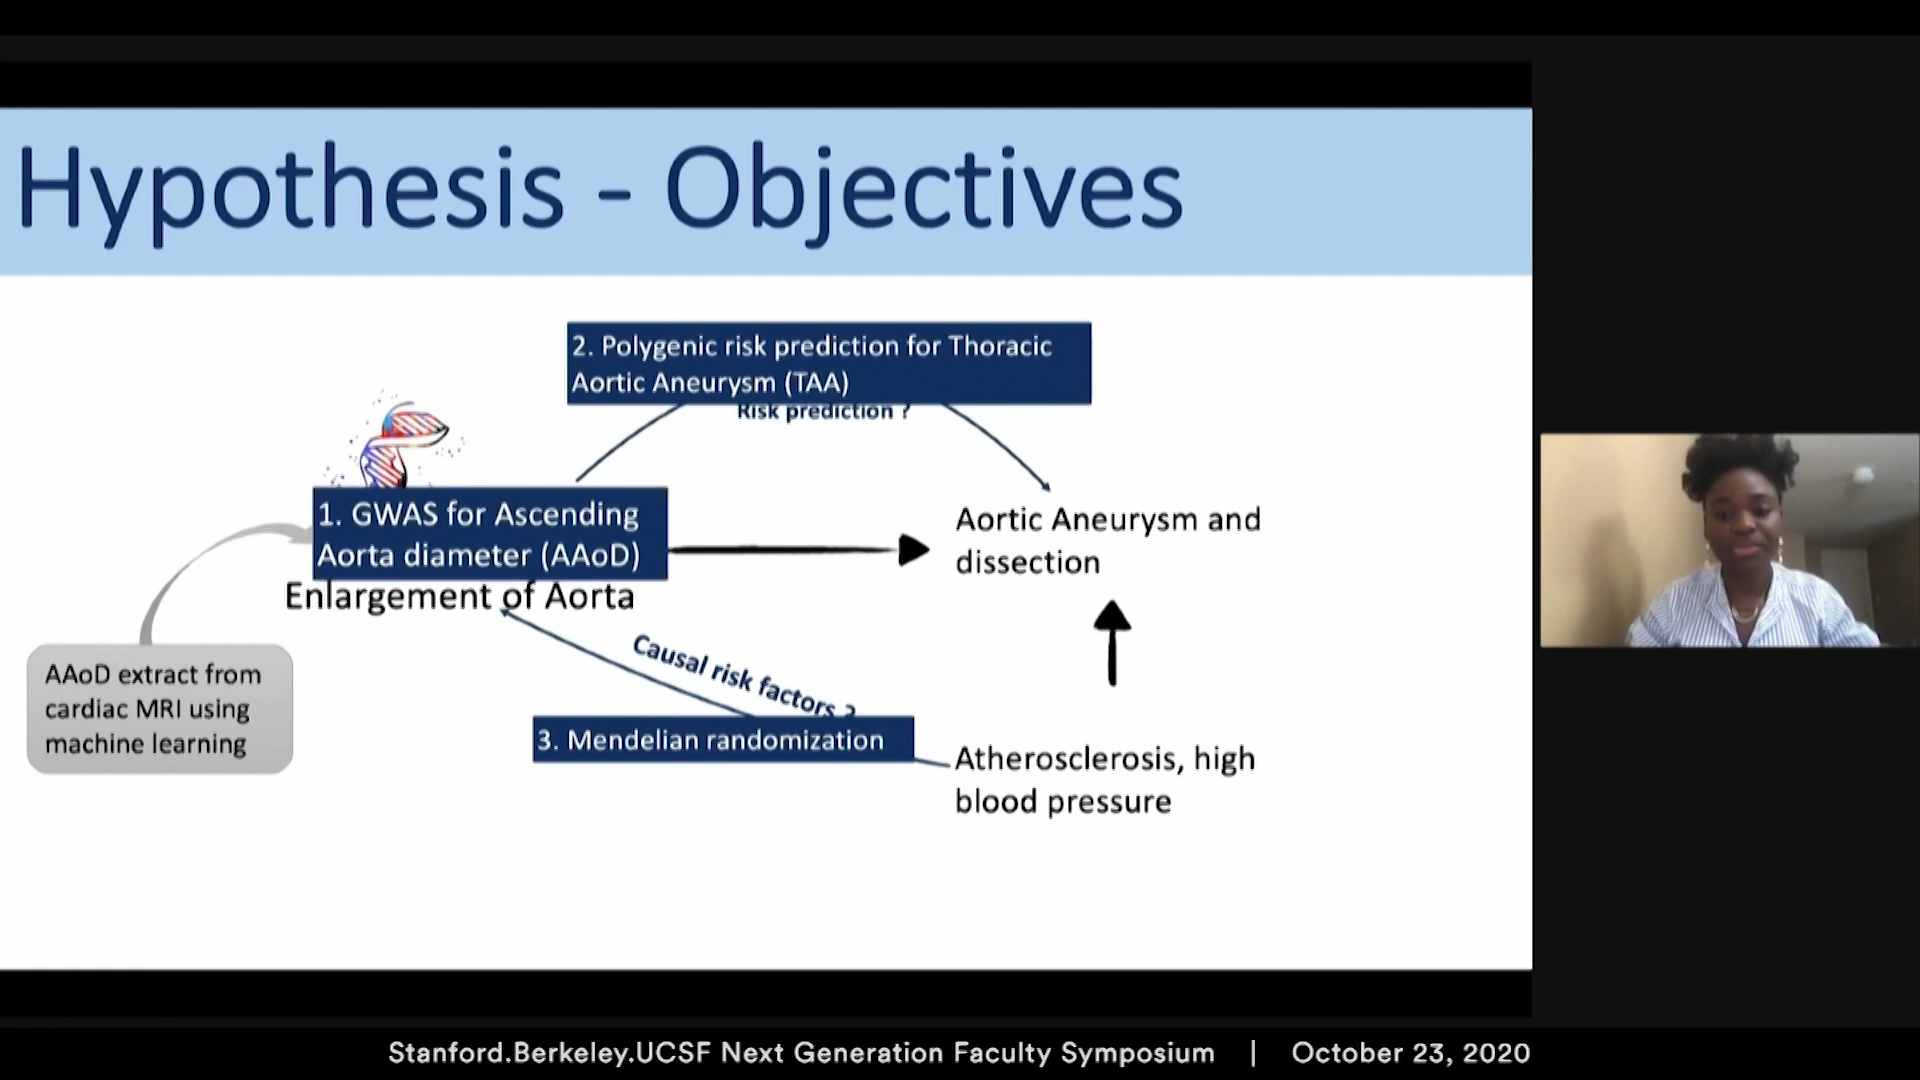 Hypothesis - Objectives
2. Polygenic risk prediction for Thoracic
Aortic Aneurysm (TAA)
Risk prediction ?
1. GWAS for Ascending
Aorta diameter (AAoD)
Enlargement of Aorta
Aortic Aneurysm and
dissection
Causal risk factors ?
AAoD extract from
cardiac MRI using
machine learning
3. Mendelian randomization
Atherosclerosis, high
blood pressure
Stanford.Berkeley.UCSF Next Generation Faculty Symposium | October 23, 2020